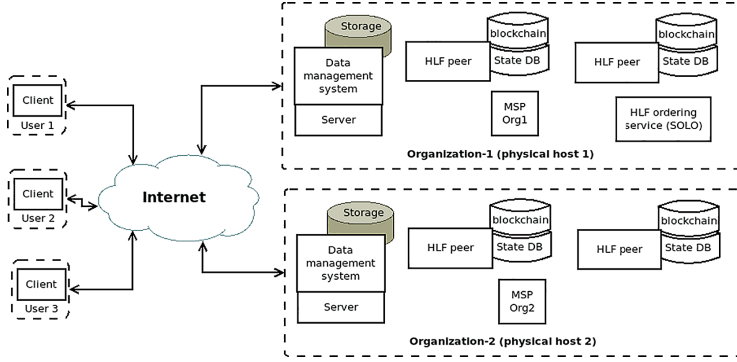 Client
User 1
Client
User 2
Client
User 3
Internet
Storage
Data
management
system
Server
HLF peer
blockchain
State DB
MSP
Org1
HLF peer
blockchain
State DB
HLF ordering
service (SOLO)
Organization-1 (physical host 1)
Storage
Data
management
system
Server
HLF peer
blockchain
State DB
MSP
Org2
HLF peer
blockchain
State DB
Organization-2 (physical host 2)